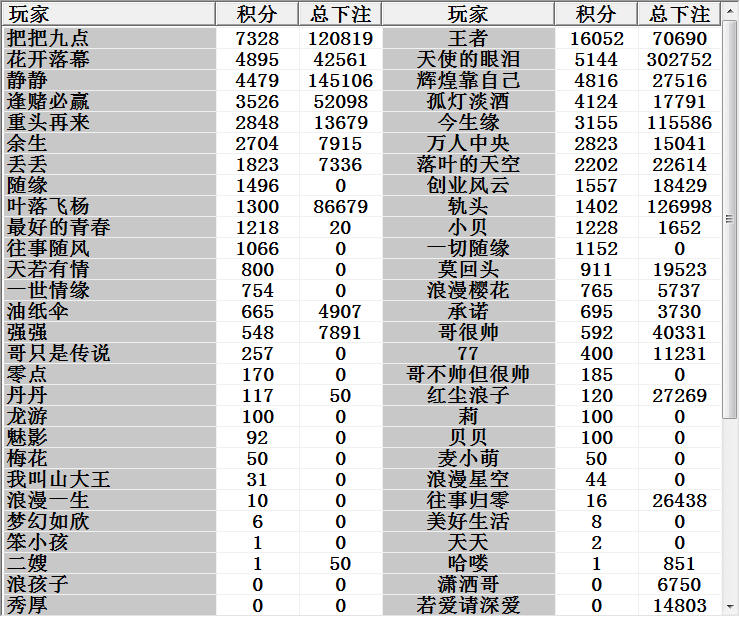 玩家 积分 总下注 玩家 积分 总下注
把把九点 7328 120819 王者 16052 70690
花开落幕 4895 42561 天使的眼泪 5144 302752
静静 4479 145106 辉煌靠自己 4816 27516
逢赌必赢 3526 52098 孤灯淡酒 4124 17791
重头再来 2848 13679 今生缘 3155 115586
余生 2704 7915 万人中央 2823 15041
丢丢 1823 7336 落叶的天空 2202 22614
随缘 1496 0 创业风云 1557 18429
叶落飞杨 1300 86679 轨头 1402 126998
最好的青春 1218 20 小贝 1228 1652
往事随风 1066 0 一切随缘 1152 0
天若有情 800 0 莫回头 911 19523
一世情缘 754 0 浪漫樱花 765 5737
油纸伞 665 4907 承诺 695 3730
强强 548 7891 哥很帅 592 40331
哥只是传说 257 0 77 400 11231
零点 170 0 哥不帅但很帅 185 0
丹丹 117 50 红尘浪子 120 27269
龙游 100 0 莉 100 0
魅影 92 0 贝贝 100 0
梅花 50 0 麦小萌 50 0
我叫山大王 31 0 浪漫星空 44 0
浪漫一生 10 0 往事归零 16 26438
梦幻如欣 6 0 美好生活 8 0
笨小孩 1 0 天天 2 0
二嫂 1 50 哈喽 1 851
浪孩子 0 0 潇洒哥 0 6750
秀厚 0 0 若爱请深爱 0 14803